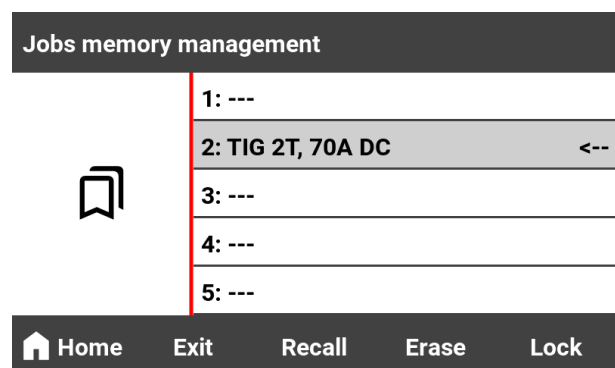 Jobs memory management
1: ---
2: TIG 2T, 70A DC <--
3: ---
4: ---
5: ---
Home Exit Recall Erase Lock